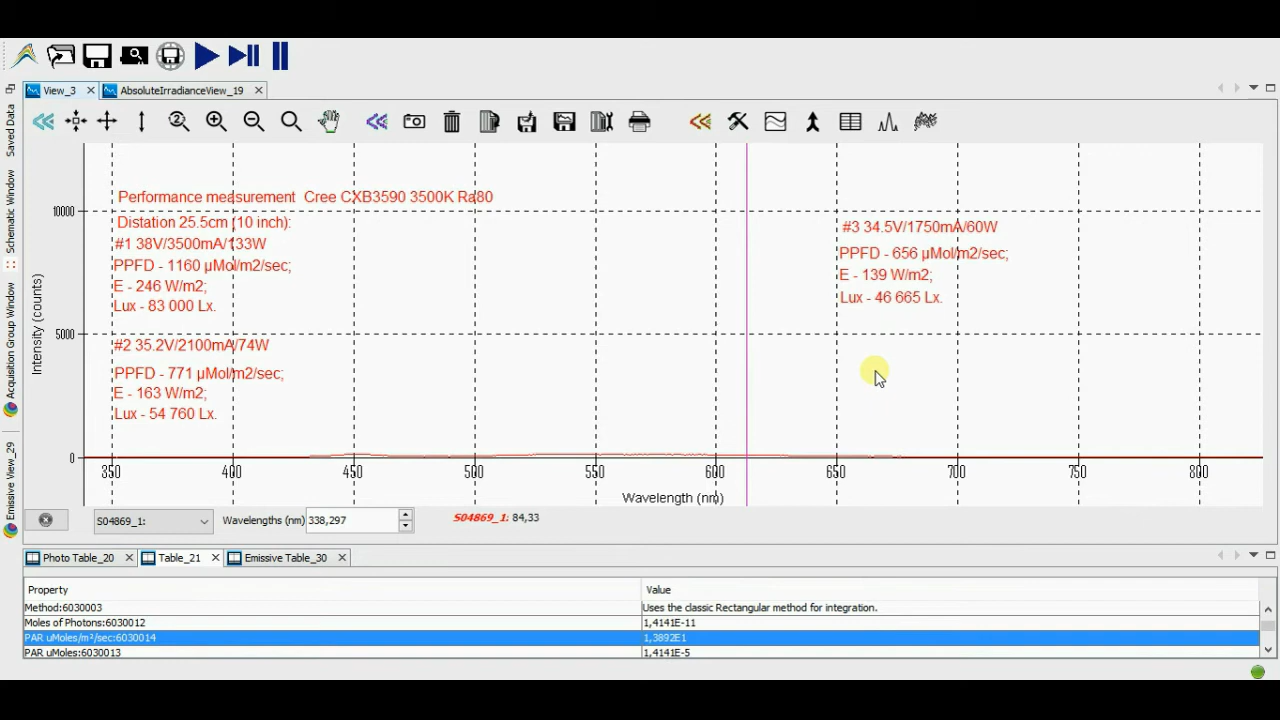 View_3
AbsoluteIrradianceView_19
Saved Data
Schematic Window
Acquisition Group Window
Emissive View_29
2
Performance measurement  Cree CXB3590 3500K Ra80
Distation 25.5cm (10 inch):
#1 38V/3500mA/133W
PPFD - 1160 µMol/m2/sec;
E - 246 W/m2;
Lux - 83 000 Lx.
#2 35.2V/2100mA/74W
PPFD - 771 µMol/m2/sec;
E - 163 W/m2;
Lux - 54 760 Lx.
#3 34.5V/1750mA/60W
PPFD - 656 µMol/m2/sec;
E - 139 W/m2;
Lux - 46 665 Lx.
Intensity (counts)
10000
5000
0
350 400 450 500 550 600 650 700 750 800
Wavelength (nm)
S04869_1:
Wavelengths (nm) 338,297
S04869_1: 84,33
Photo Table_20
Table_21
Emissive Table_30
Property Value
Method:6030003 Uses the classic Rectangular method for integration.
Moles of Photons:6030012 1,4141E-11
PAR uMoles/m²/sec:6030014 1,3892E1
PAR uMoles:6030013 1,4141E-5